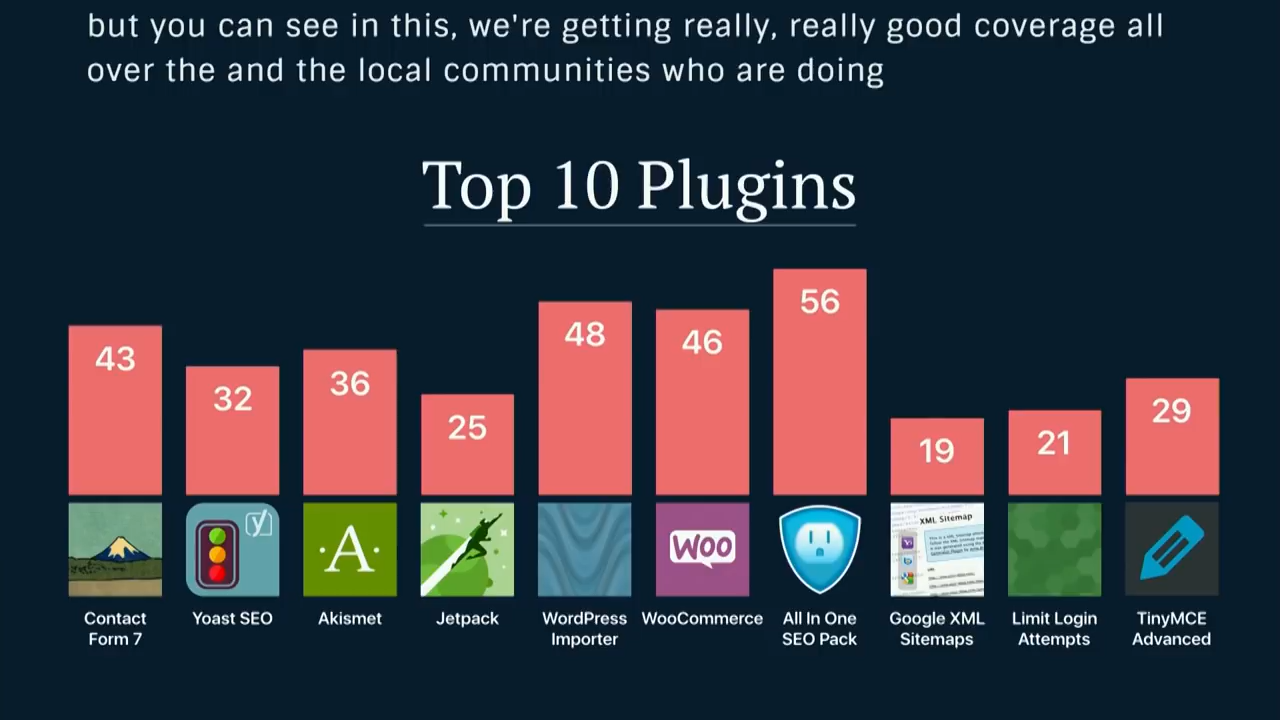 but you can see in this, we're getting really, really good coverage all
over the and the local communities who are doing
Top 10 Plugins
43
32
36
25
48
46
56
19
21
29
y
·A·
Woo
XML Sitemap
Contact
Form 7
Yoast SEO
Akismet
Jetpack
WordPress
Importer
WooCommerce
All In One
SEO Pack
Google XML
Sitemaps
Limit Login
Attempts
TinyMCE
Advanced